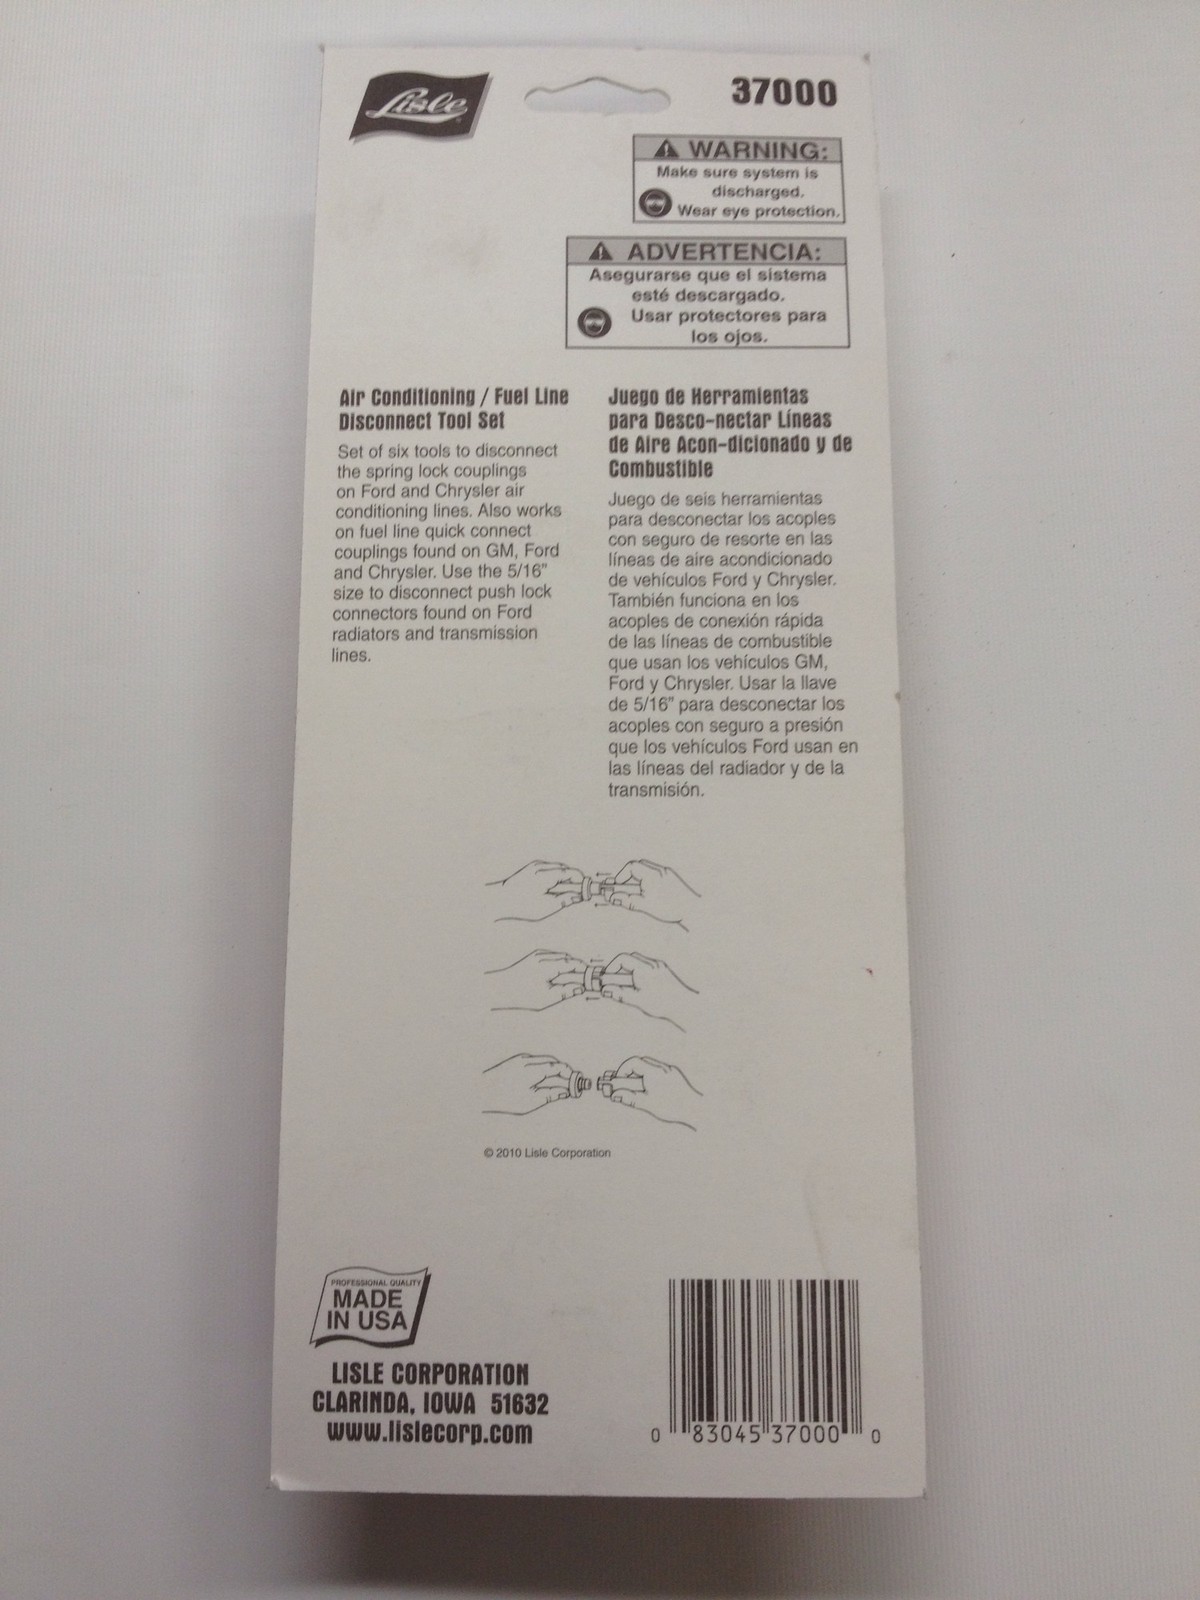 Lisle
37000
WARNING:
Make sure system is
discharged.
Wear eye protection.
ADVERTENCIA:
Asegurarse que el sistema
esté descargado.
Usar protectores para
los ojos.
Air Conditioning / Fuel Line
Disconnect Tool Set
Set of six tools to disconnect
the spring lock couplings
on Ford and Chrysler air
conditioning lines. Also works
on fuel line quick connect
couplings found on GM, Ford
and Chrysler. Use the 5/16"
size to disconnect push lock
connectors found on Ford
radiators and transmission
lines.
Juego de Herramientas
para Desco-nectar Líneas
de Aire Acon-dicionado y de
Combustible
Juego de seis herramientas
para desconectar los acoples
con seguro de resorte en las
líneas de aire acondicionado
de vehículos Ford y Chrysler.
También funciona en los
acoples de conexión rápida
de las líneas de combustible
que usan los vehículos GM,
Ford y Chrysler. Usar la llave
de 5/16" para desconectar los
acoples con seguro a presión
que los vehículos Ford usan en
las líneas del radiador y de la
transmisión.
© 2010 Lisle Corporation
PROFESSIONAL QUALITY
MADE
IN USA
LISLE CORPORATION
CLARINDA, IOWA 51632
www.lislecorp.com
0 83045 37000 0